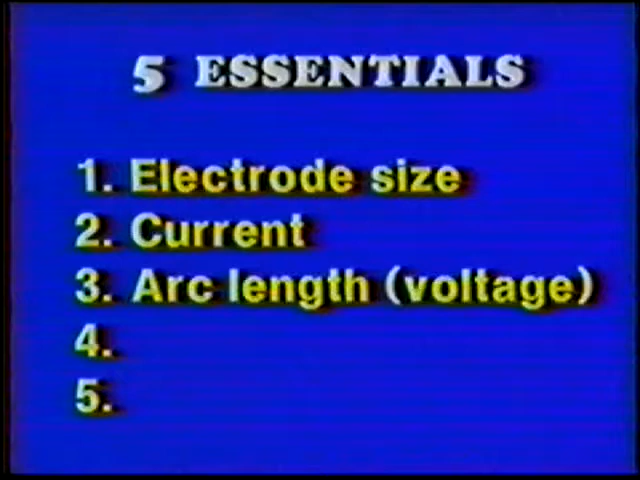 5 ESSENTIALS
1. Electrode size
2. Current
3. Arc length (voltage)
4.
5.